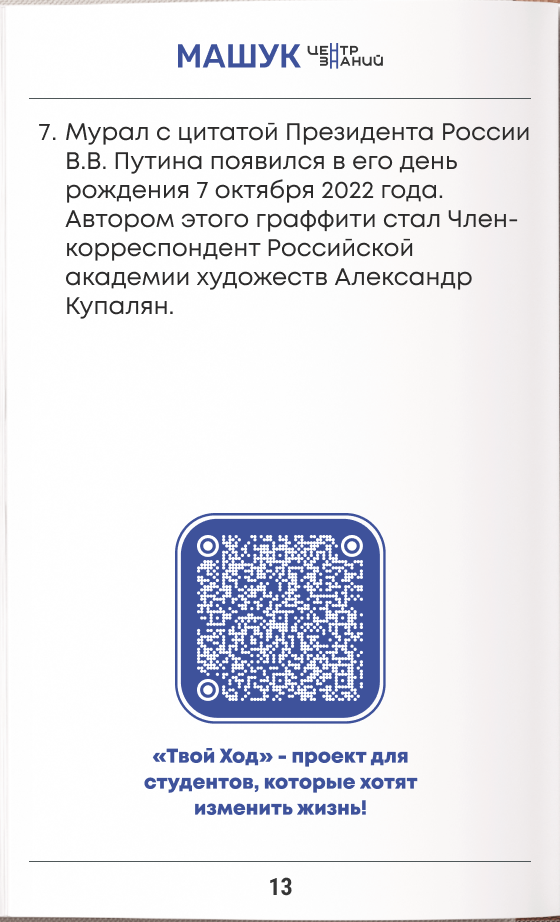 МАШУК ЦЕНТР
ЗНАНИЙ
7. Мурал с цитатой Президента России
В.В. Путина появился в его день
рождения 7 октября 2022 года.
Автором этого граффити стал Член-
корреспондент Российской
академии художеств Александр
Купалян.
«Твой Ход» - проект для
студентов, которые хотят
изменить жизнь!
13